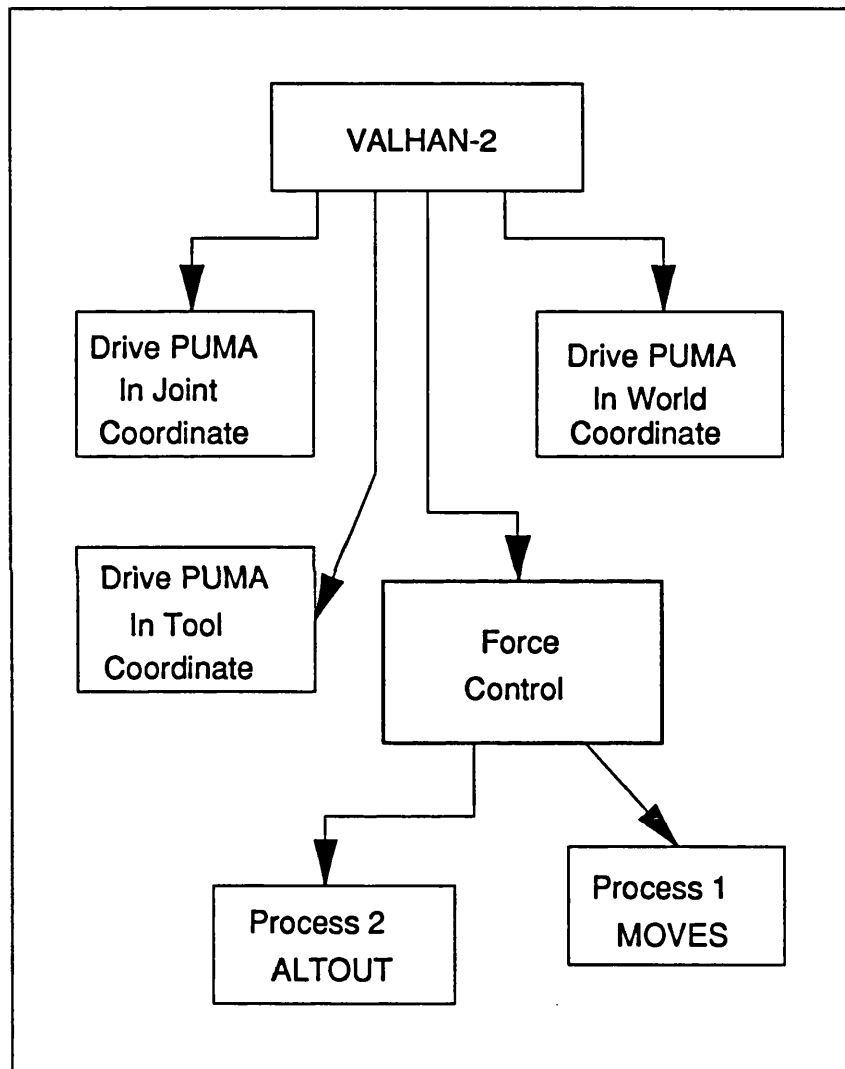 VALHAN-2
Drive PUMA
In Joint
Coordinate
Drive PUMA
In World
Coordinate
Drive PUMA
In Tool
Coordinate
Force
Control
Process 1
MOVES
Process 2
ALTOUT